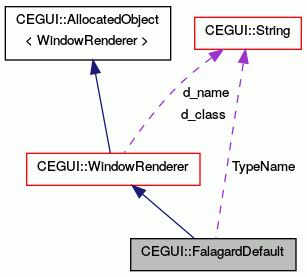 CEGUI::AllocatedObject
< WindowRenderer >
CEGUI::String
d_name
d_class
CEGUI::WindowRenderer
TypeName
CEGUI::FalagardDefault